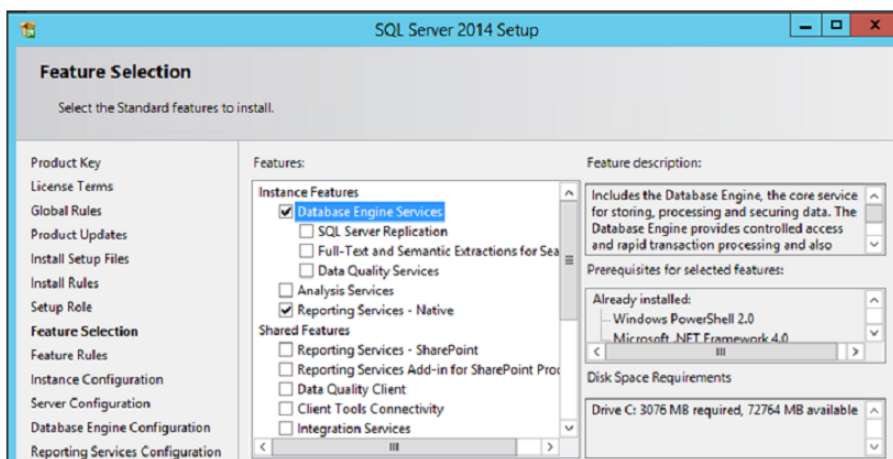 SQL Server 2014 Setup
Feature Selection
Select the Standard features to install.
Product Key
License Terms
Global Rules
Product Updates
Install Setup Files
Install Rules
Setup Role
Feature Selection
Feature Rules
Instance Configuration
Server Configuration
Database Engine Configuration
Reporting Services Configuration
Features:
Instance Features
Database Engine Services
SQL Server Replication
Full-Text and Semantic Extractions for Sea
Data Quality Services
Analysis Services
Reporting Services - Native
Shared Features
Reporting Services - SharePoint
Reporting Services Add-in for SharePoint Proc
Data Quality Client
Client Tools Connectivity
Integration Services
Feature description:
Includes the Database Engine, the core service
for storing, processing and securing data. The
Database Engine provides controlled access
and rapid transaction processing and also
Prerequisites for selected features:
Already installed:
Windows PowerShell 2.0
Microsoft .NET Framework 4.0
Disk Space Requirements
Drive C: 3076 MB required, 72764 MB available